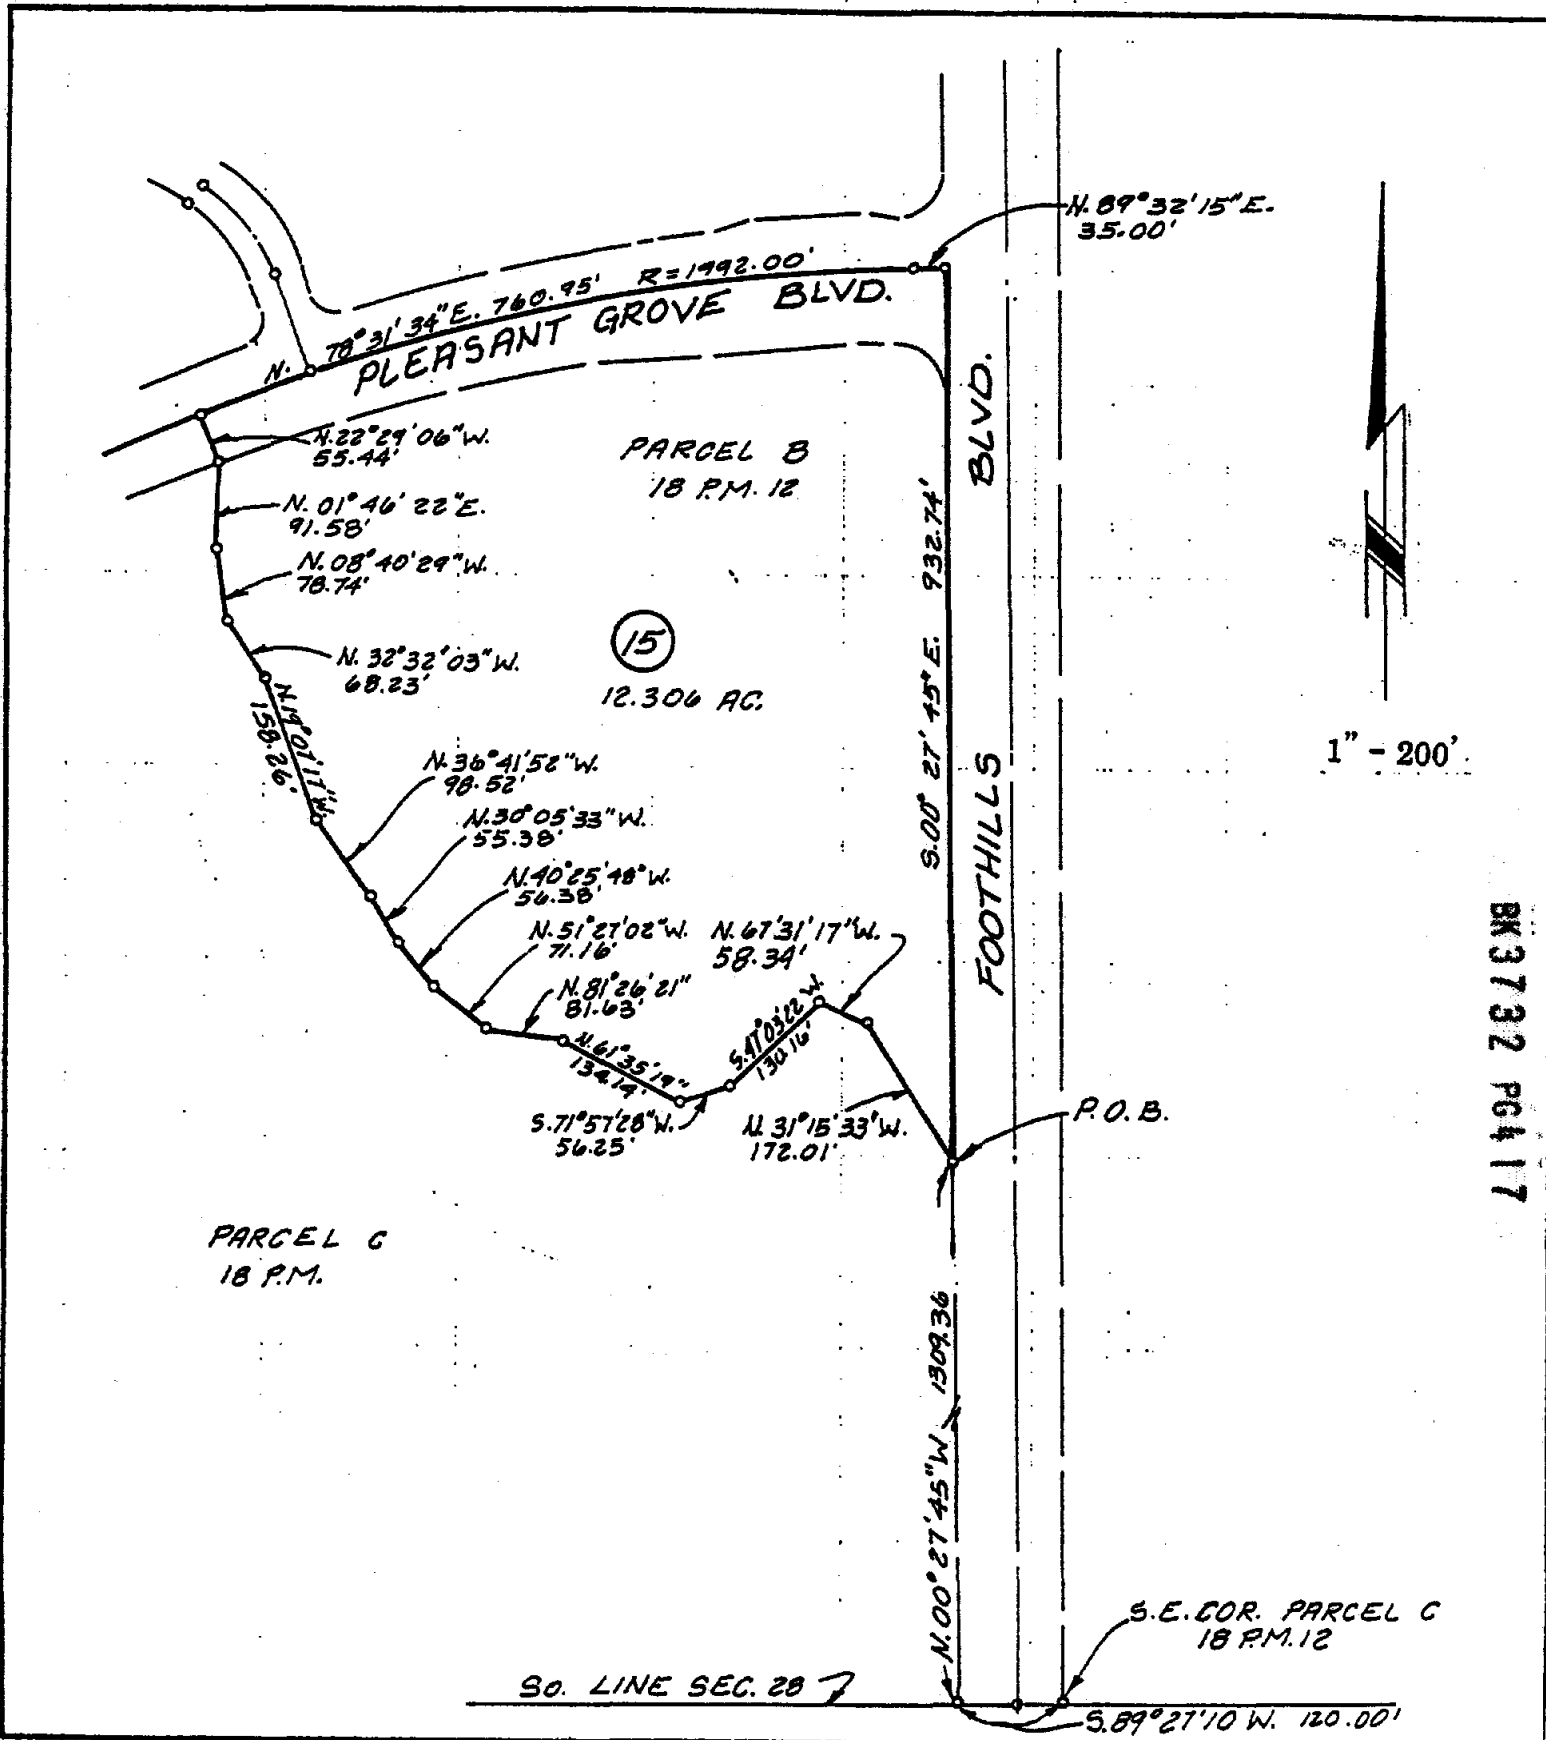 N. 89°32'15"E.
35.00'
N. 78°31'34"E. 760.95' R=1992.00'
PLEASANT GROVE BLVD.
N.22°29'06"W.
55.44'
PARCEL B
18 P.M. 12
N. 01°46'22"E.
91.58'
N. 08°40'29"W.
78.74'
15
12.306 AC.
N. 32°32'03"W.
68.23'
N.19°07'17"W.
158.26'
S.00°27'45"E. 932.74'
FOOTHILLS BLVD.
1" - 200'
N.36°41'52"W.
98.52'
N.30°05'33"W.
55.38'
N.40°25'48"W.
56.38'
N.51°27'02"W.
71.16'
N.67°31'17"W.
58.34'
N.81°26'21"
81.63'
N.61°35'19"
134.14'
S.47°03'22 W.
130.16'
S.71°57'28"W.
56.25'
N.31°15'33"W.
172.01'
P.O.B.
BK3732 PG417
PARCEL C
18 P.M.
N.00°27'45"W 1309.36
S.E. COR. PARCEL C
18 P.M.12
SO. LINE SEC. 28
S.89°27'10 W. 120.00'